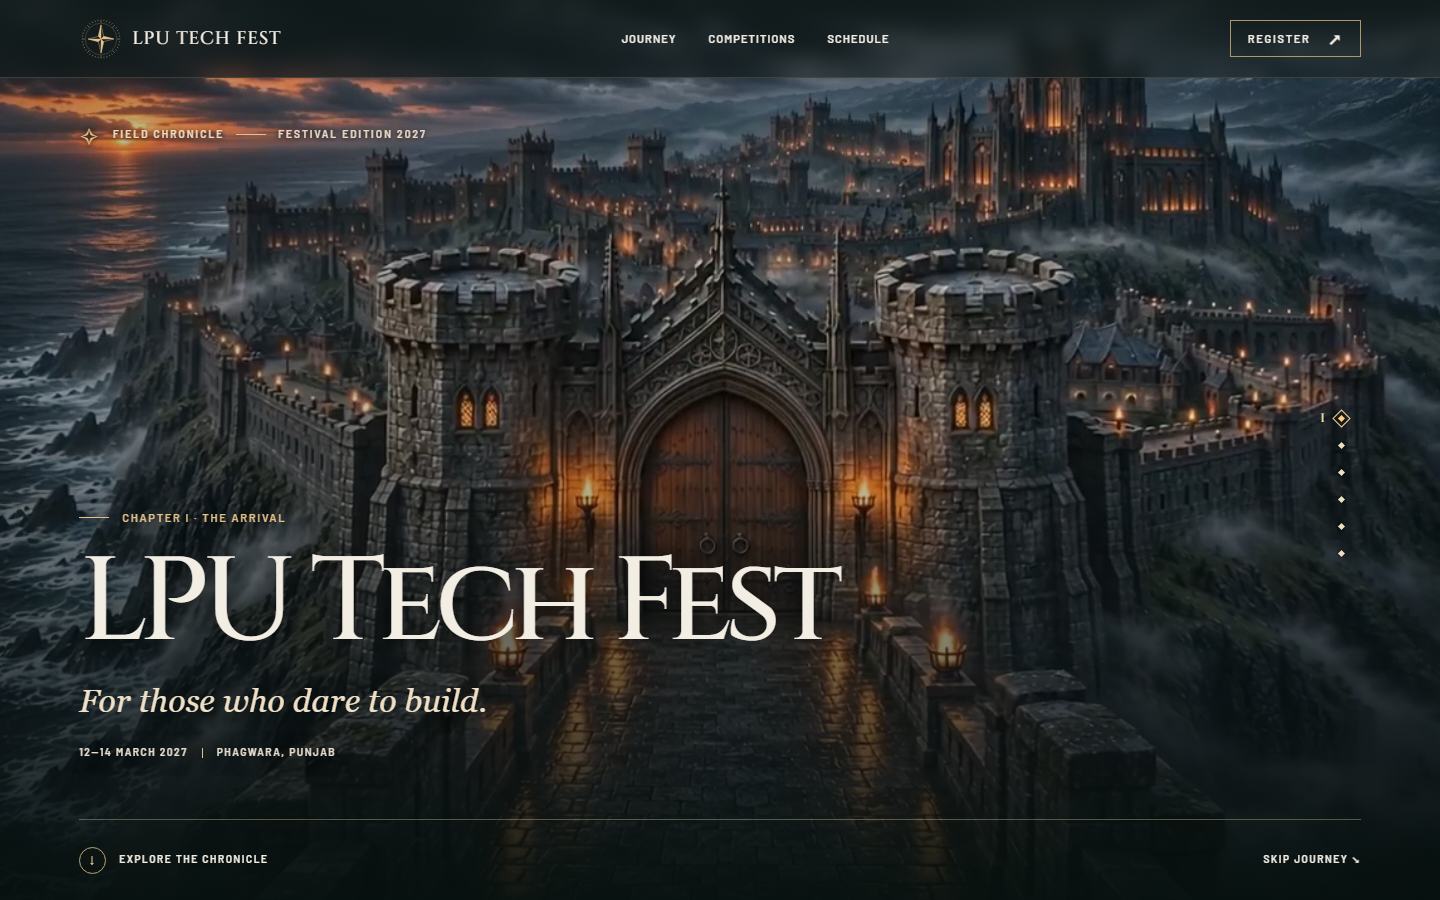 LPU TECH FEST
JOURNEY COMPETITIONS SCHEDULE
REGISTER ↗
FIELD CHRONICLE — FESTIVAL EDITION 2027
I
CHAPTER I · THE ARRIVAL
LPU TECH FEST
For those who dare to build.
12–14 MARCH 2027 | PHAGWARA, PUNJAB
↓ EXPLORE THE CHRONICLE
SKIP JOURNEY ↘